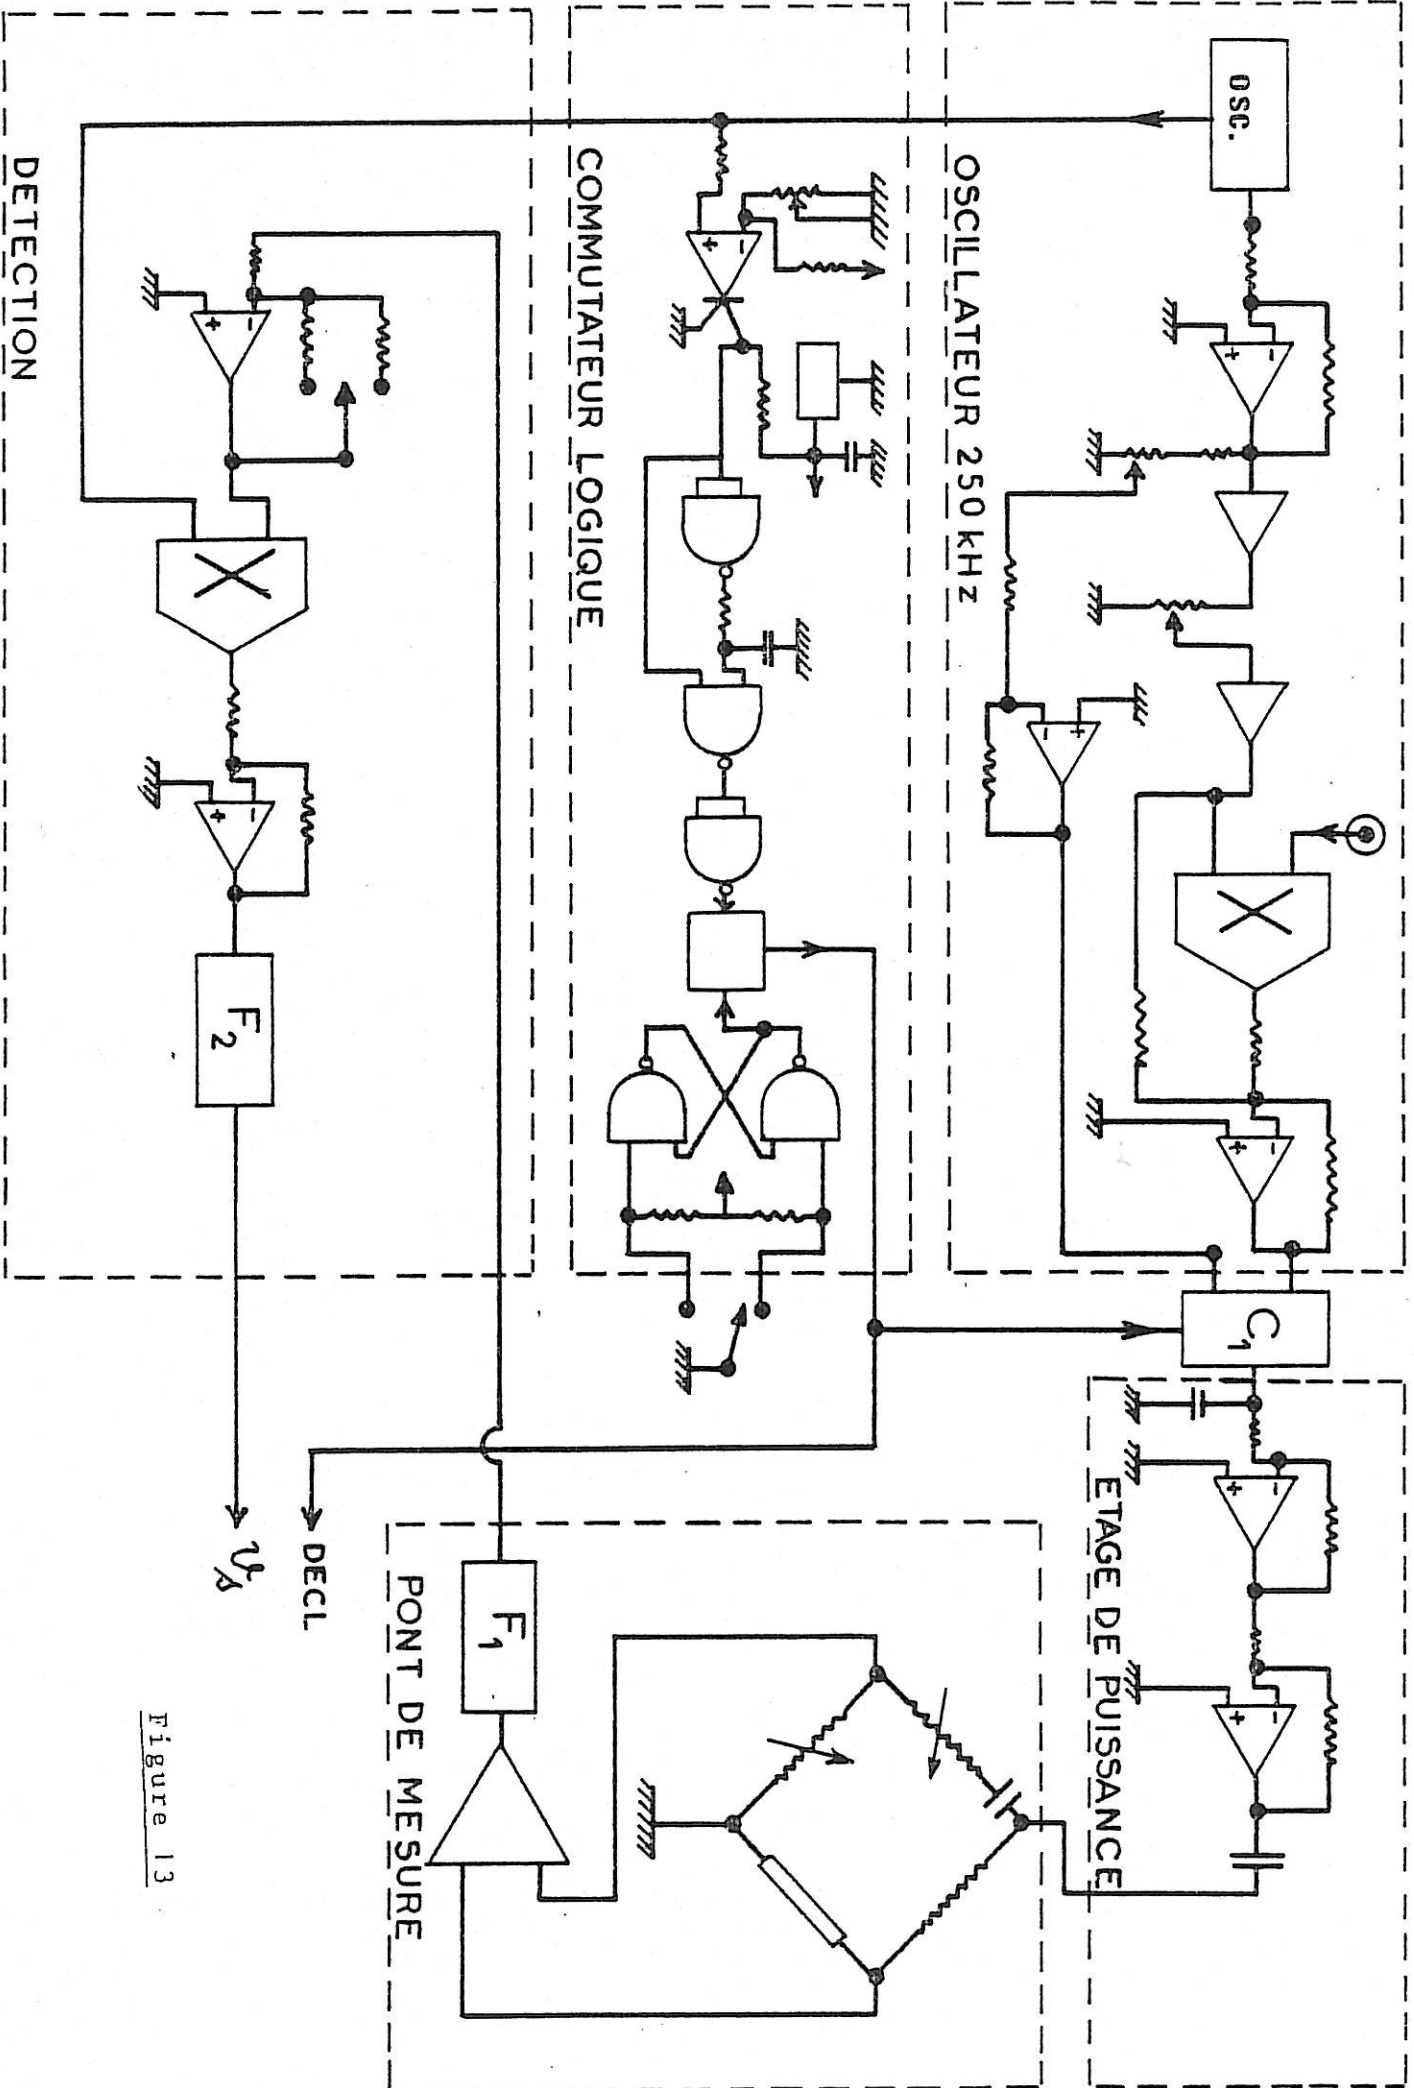 OSC.
OSCILLATEUR 250 kHz
X
C1
ETAGE DE PUISSANCE
COMMUTATEUR LOGIQUE
DETECTION
X
F2
Vs
DECL
F1
PONT DE MESURE
Figure 13